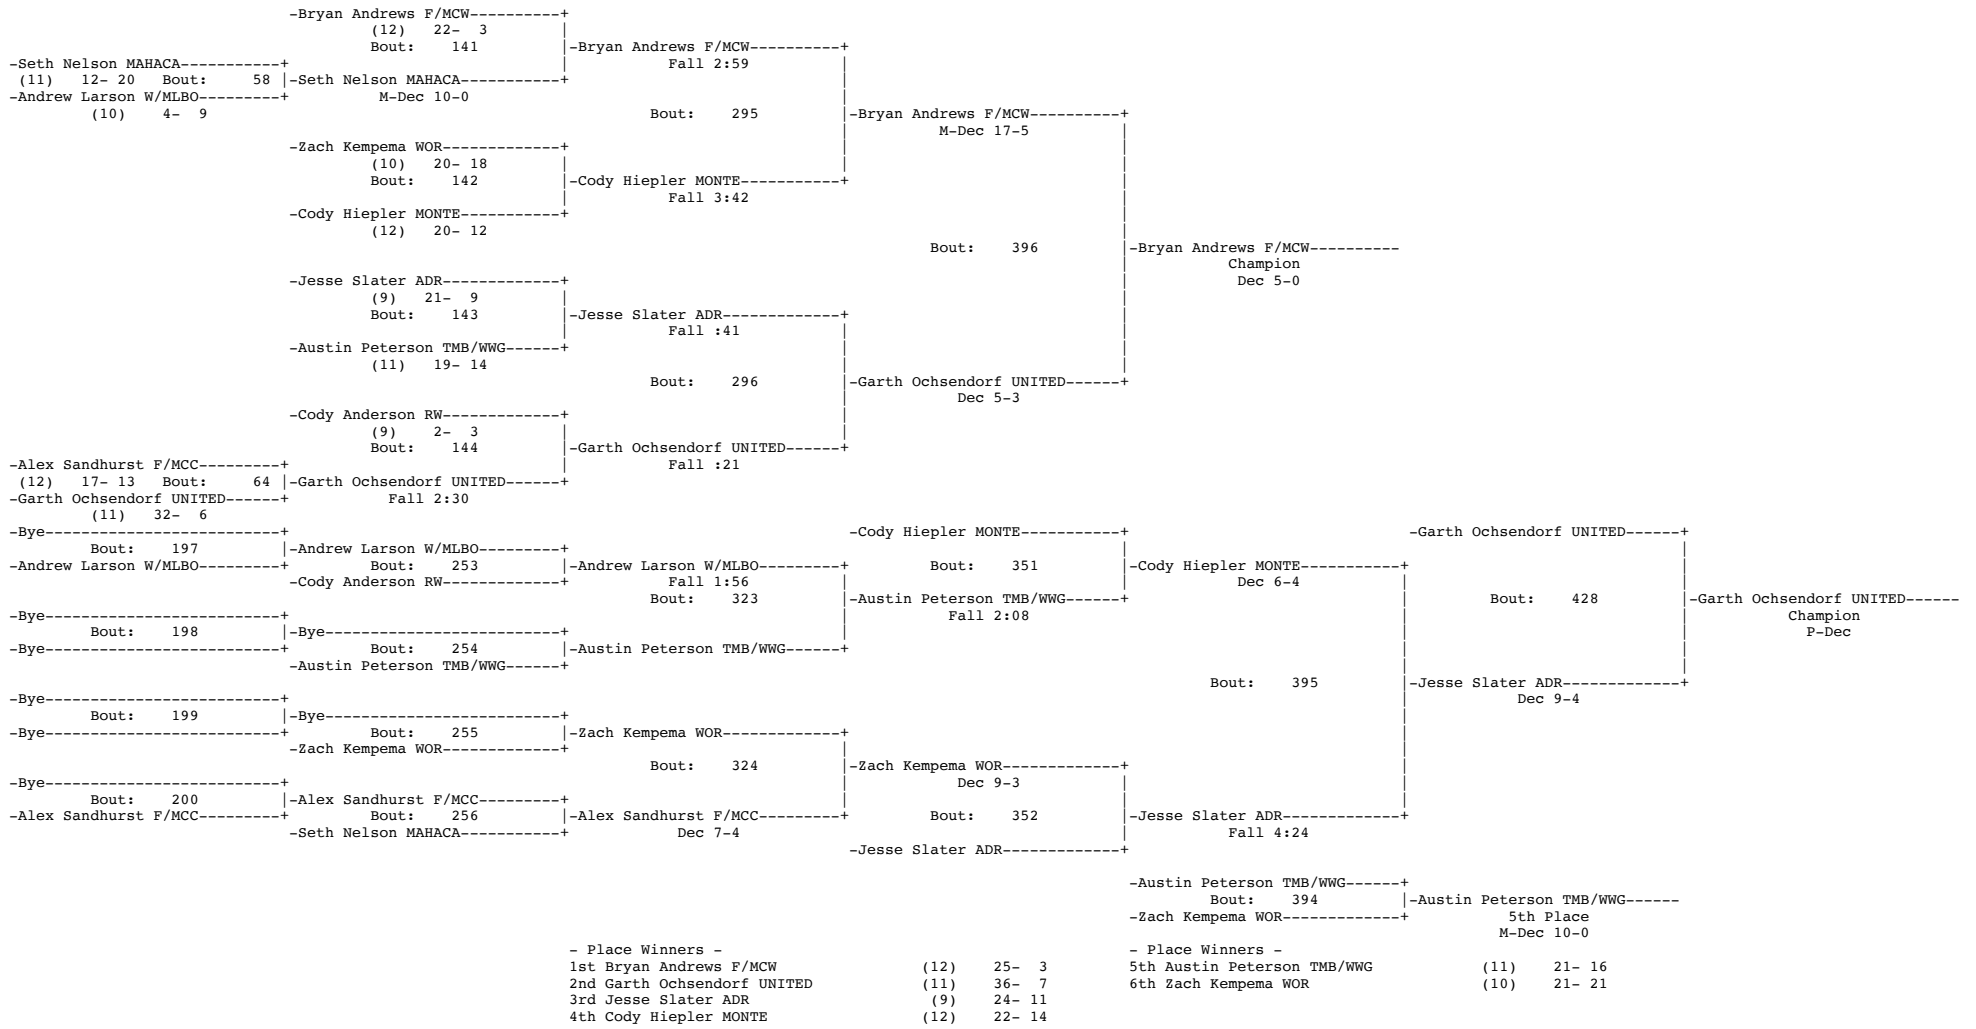 -Bryan Andrews F/MCW----------+
(12) 22- 3 |
Bout: 141 |-Bryan Andrews F/MCW----------+
-Seth Nelson MAHACA-----------+ | Fall 2:59 |
(11) 12- 20 Bout: 58 |-Seth Nelson MAHACA-----------+ |
-Andrew Larson W/MLBO---------+ M-Dec 10-0 |
(10) 4- 9 Bout: 295 |-Bryan Andrews F/MCW----------+
| M-Dec 17-5 |
-Zach Kempema WOR-------------+ | |
(10) 20- 18 | | |
Bout: 142 |-Cody Hiepler MONTE-----------+ |
| Fall 3:42 |
-Cody Hiepler MONTE-----------+ |
(12) 20- 12 |
Bout: 396 |-Bryan Andrews F/MCW----------
| Champion
-Jesse Slater ADR-------------+ | Dec 5-0
(9) 21- 9 | |
Bout: 143 |-Jesse Slater ADR-------------+ |
| Fall :41 | |
-Austin Peterson TMB/WWG------+ | |
(11) 19- 14 | |
Bout: 296 |-Garth Ochsendorf UNITED------+
| Dec 5-3
-Cody Anderson RW-------------+ |
(9) 2- 3 | |
Bout: 144 |-Garth Ochsendorf UNITED------+
-Alex Sandhurst F/MCC---------+ | Fall :21
(12) 17- 13 Bout: 64 |-Garth Ochsendorf UNITED------+
-Garth Ochsendorf UNITED------+ Fall 2:30
(11) 32- 6
-Bye--------------------------+ -Cody Hiepler MONTE-----------+ -Garth Ochsendorf UNITED------+
Bout: 197 |-Andrew Larson W/MLBO---------+ | |
-Andrew Larson W/MLBO---------+ Bout: 253 |-Andrew Larson W/MLBO---------+ Bout: 351 |-Cody Hiepler MONTE-----------+ |
-Cody Anderson RW-------------+ Fall 1:56 | | Dec 6-4 | |
Bout: 323 |-Austin Peterson TMB/WWG------+ | Bout: 428 |-Garth Ochsendorf UNITED------
-Bye--------------------------+ | Fall 2:08 | | Champion
Bout: 198 |-Bye--------------------------+ | | | P-Dec
-Bye--------------------------+ Bout: 254 |-Austin Peterson TMB/WWG------+ | |
-Austin Peterson TMB/WWG------+ | |
Bout: 395 |-Jesse Slater ADR-------------+
-Bye--------------------------+ | Dec 9-4
Bout: 199 |-Bye--------------------------+ |
-Bye--------------------------+ Bout: 255 |-Zach Kempema WOR-------------+ |
-Zach Kempema WOR-------------+ | |
Bout: 324 |-Zach Kempema WOR-------------+ |
-Bye--------------------------+ | Dec 9-3 | |
Bout: 200 |-Alex Sandhurst F/MCC---------+ | | |
-Alex Sandhurst F/MCC---------+ Bout: 256 |-Alex Sandhurst F/MCC---------+ Bout: 352 |-Jesse Slater ADR-------------+
-Seth Nelson MAHACA-----------+ Dec 7-4 | Fall 4:24
-Jesse Slater ADR-------------+
-Austin Peterson TMB/WWG------+
Bout: 394 |-Austin Peterson TMB/WWG------
-Zach Kempema WOR-------------+ 5th Place
M-Dec 10-0
- Place Winners - - Place Winners -
1st Bryan Andrews F/MCW (12) 25- 3 5th Austin Peterson TMB/WWG (11) 21- 16
2nd Garth Ochsendorf UNITED (11) 36- 7 6th Zach Kempema WOR (10) 21- 21
3rd Jesse Slater ADR (9) 24- 11
4th Cody Hiepler MONTE (12) 22- 14